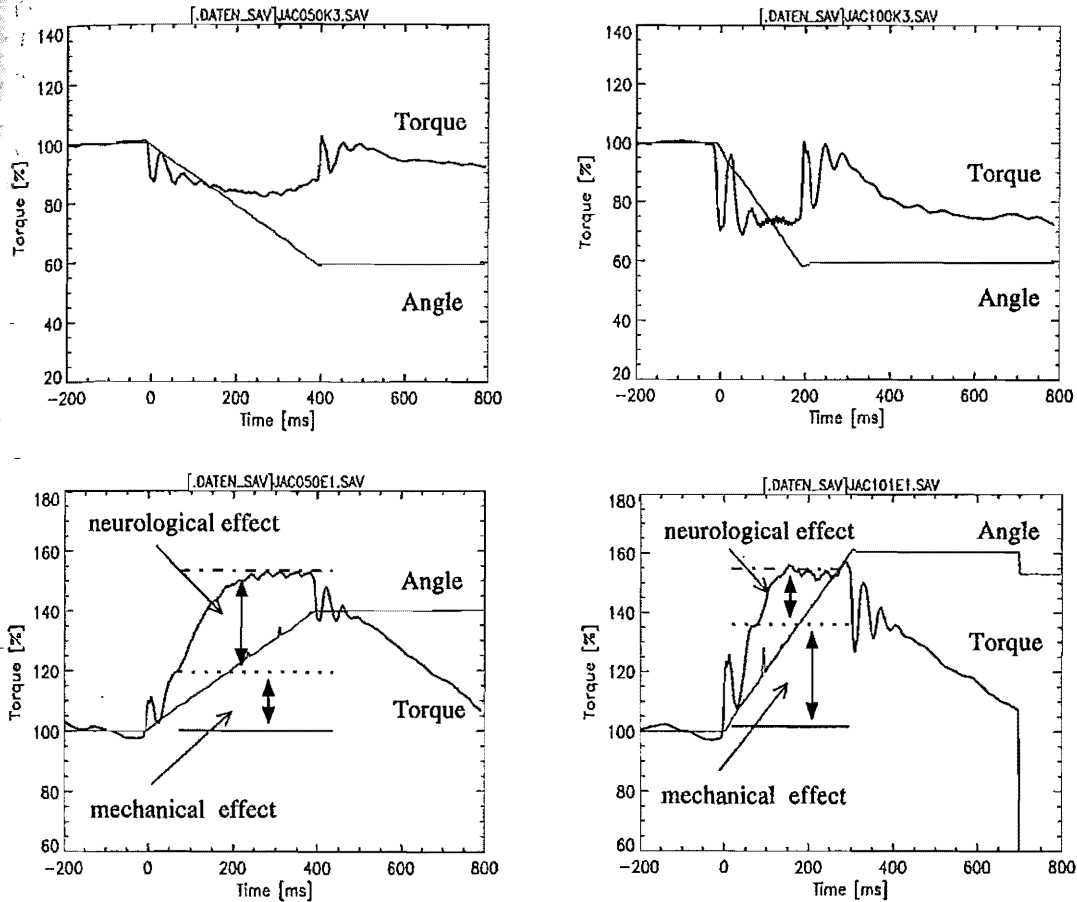 [.DATEN_SAV]JAC050K3.SAV
140
120
100
80
60
40
20
Torque [%]
Torque
Angle
-200 0 200 400 600 800
Time [ms]
[.DATEN_SAV]JAC100K3.SAV
140
120
100
80
60
40
20
Torque [%]
Torque
Angle
-200 0 200 400 600 800
Time [ms]
[.DATEN_SAV]JAC050E1.SAV
180
160
140
120
100
80
60
Torque [%]
neurological effect
Angle
Torque
mechanical effect
-200 0 200 400 600 800
Time [ms]
[.DATEN_SAV]JAC101E1.SAV
180
160
140
120
100
80
60
Torque [%]
neurological effect
Angle
Torque
mechanical effect
-200 0 200 400 600 800
Time [ms]